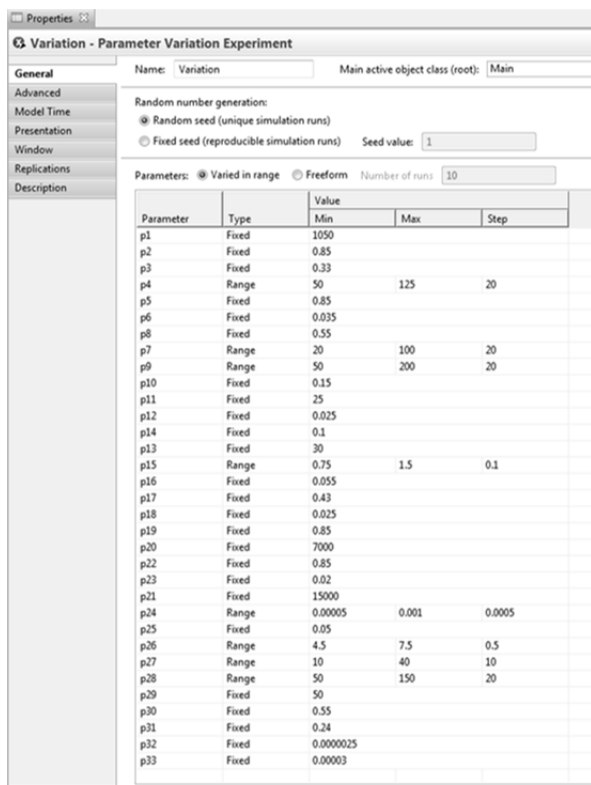 Properties
Variation - Parameter Variation Experiment
General
Advanced
Model Time
Presentation
Window
Replications
Description
Name: Variation Main active object class (root): Main
Random number generation:
Random seed (unique simulation runs)
Fixed seed (reproducible simulation runs) Seed value: 1
Parameters: Varied in range Freeform Number of runs 10
Value
Parameter Type Min Max Step
p1 Fixed 1050
p2 Fixed 0.85
p3 Fixed 0.33
p4 Range 50 125 20
p5 Fixed 0.85
p6 Fixed 0.035
p8 Fixed 0.55
p7 Range 20 100 20
p9 Range 50 200 20
p10 Fixed 0.15
p11 Fixed 25
p12 Fixed 0.025
p14 Fixed 0.1
p13 Fixed 30
p15 Range 0.75 1.5 0.1
p16 Fixed 0.055
p17 Fixed 0.43
p18 Fixed 0.025
p19 Fixed 0.85
p20 Fixed 7000
p22 Fixed 0.85
p23 Fixed 0.02
p21 Fixed 15000
p24 Range 0.00005 0.001 0.0005
p25 Fixed 0.05
p26 Range 4.5 7.5 0.5
p27 Range 10 40 10
p28 Range 50 150 20
p29 Fixed 50
p30 Fixed 0.55
p31 Fixed 0.24
p32 Fixed 0.0000025
p33 Fixed 0.00003